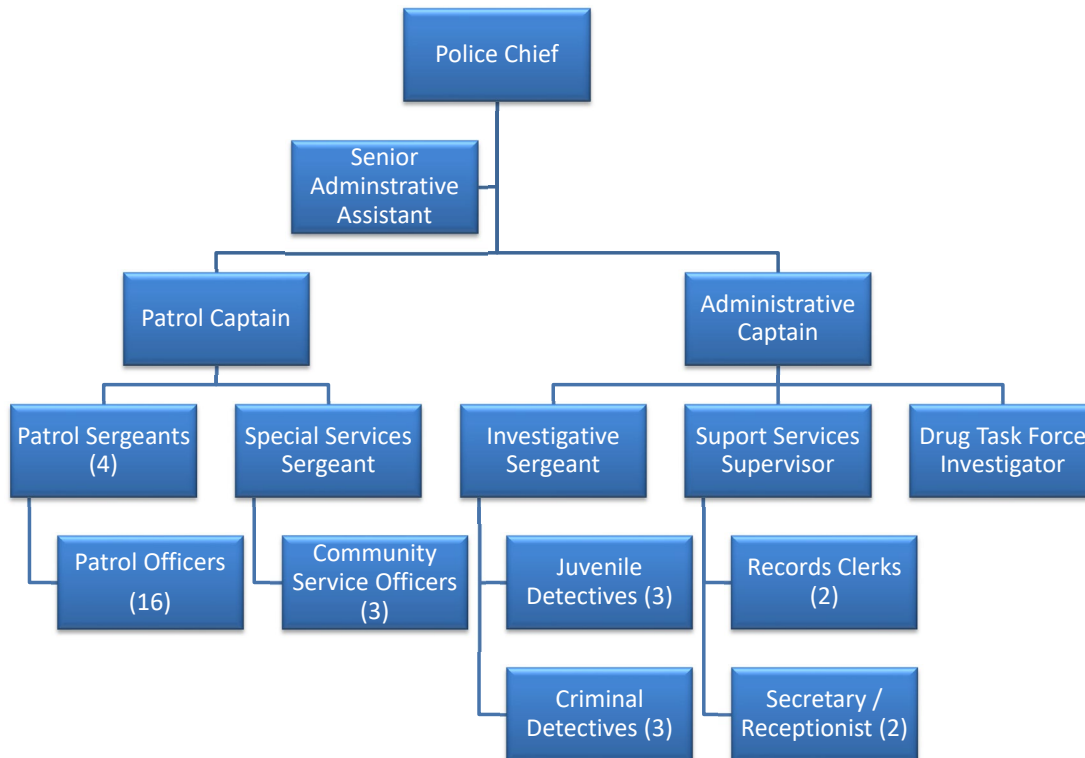 Police Chief
Senior
Adminstrative
Assistant
Patrol Captain
Administrative
Captain
Patrol Sergeants
(4)
Special Services
Sergeant
Investigative
Sergeant
Suport Services
Supervisor
Drug Task Force
Investigator
Patrol Officers
(16)
Community
Service Officers
(3)
Juvenile
Detectives (3)
Records Clerks
(2)
Criminal
Detectives (3)
Secretary /
Receptionist (2)